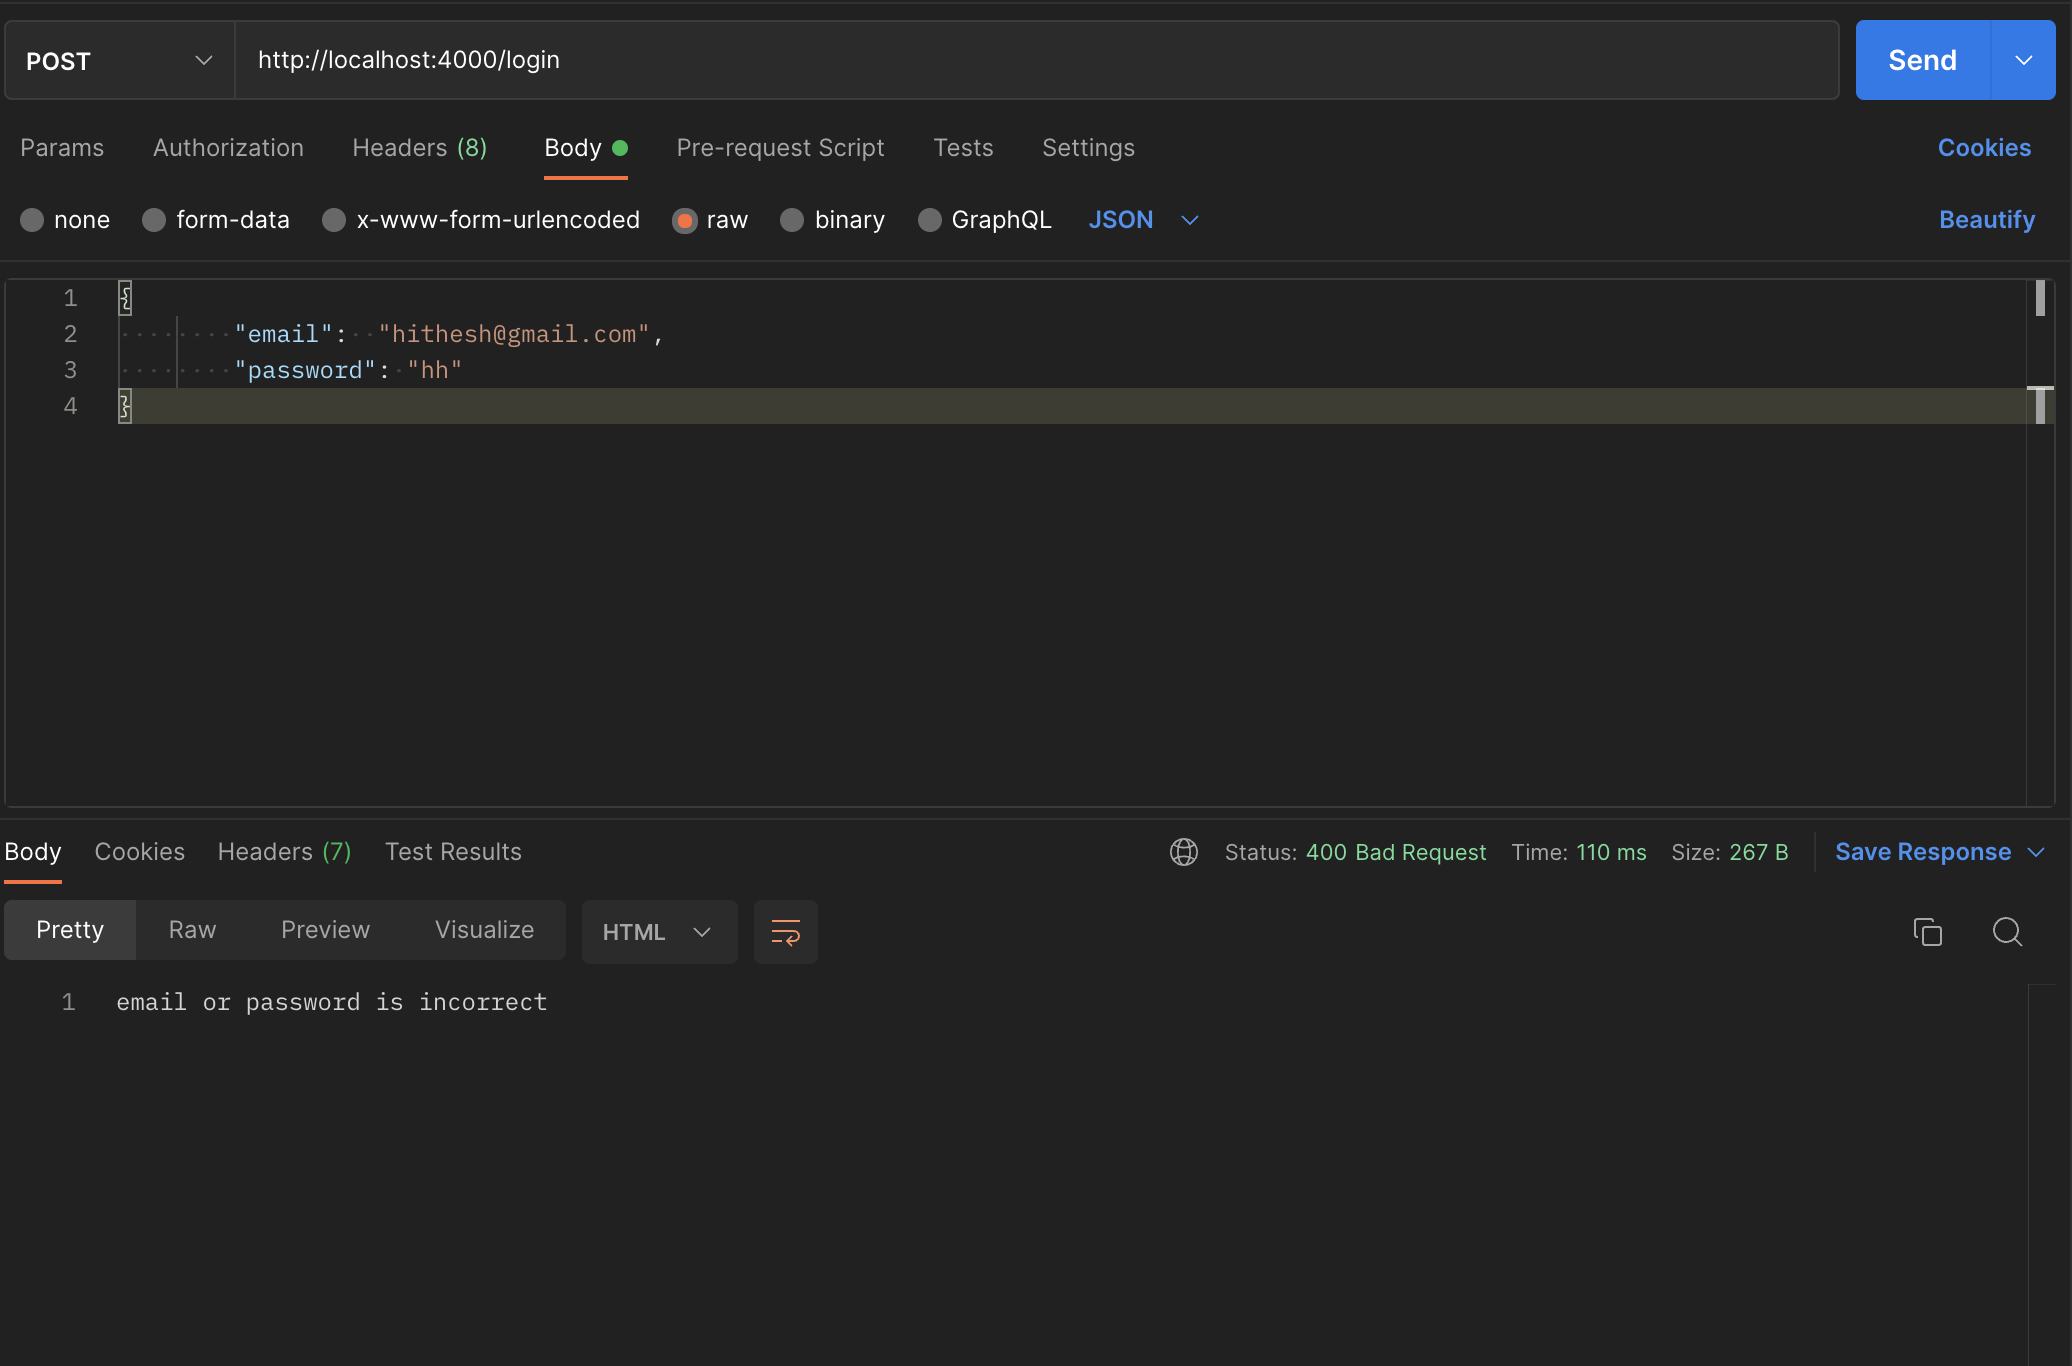 POST http://localhost:4000/login Send
Params Authorization Headers (8) Body Pre-request Script Tests Settings Cookies
none form-data x-www-form-urlencoded raw binary GraphQL JSON Beautify
1 {
2 "email": "hithesh@gmail.com",
3 "password": "hh"
4 }
Body Cookies Headers (7) Test Results Status: 400 Bad Request Time: 110 ms Size: 267 B Save Response
Pretty Raw Preview Visualize HTML
1 email or password is incorrect